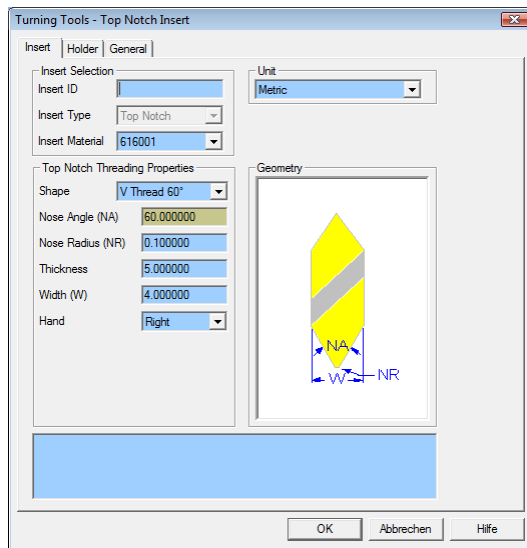 Turning Tools - Top Notch Insert
Insert Holder General
Insert Selection
Insert ID
Insert Type Top Notch
Insert Material 616001
Unit
Metric
Top Notch Threading Properties
Shape V Thread 60°
Nose Angle (NA) 60.000000
Nose Radius (NR) 0.100000
Thickness 5.000000
Width (W) 4.000000
Hand Right
Geometry
NA
NR
W
OK Abbrechen Hilfe